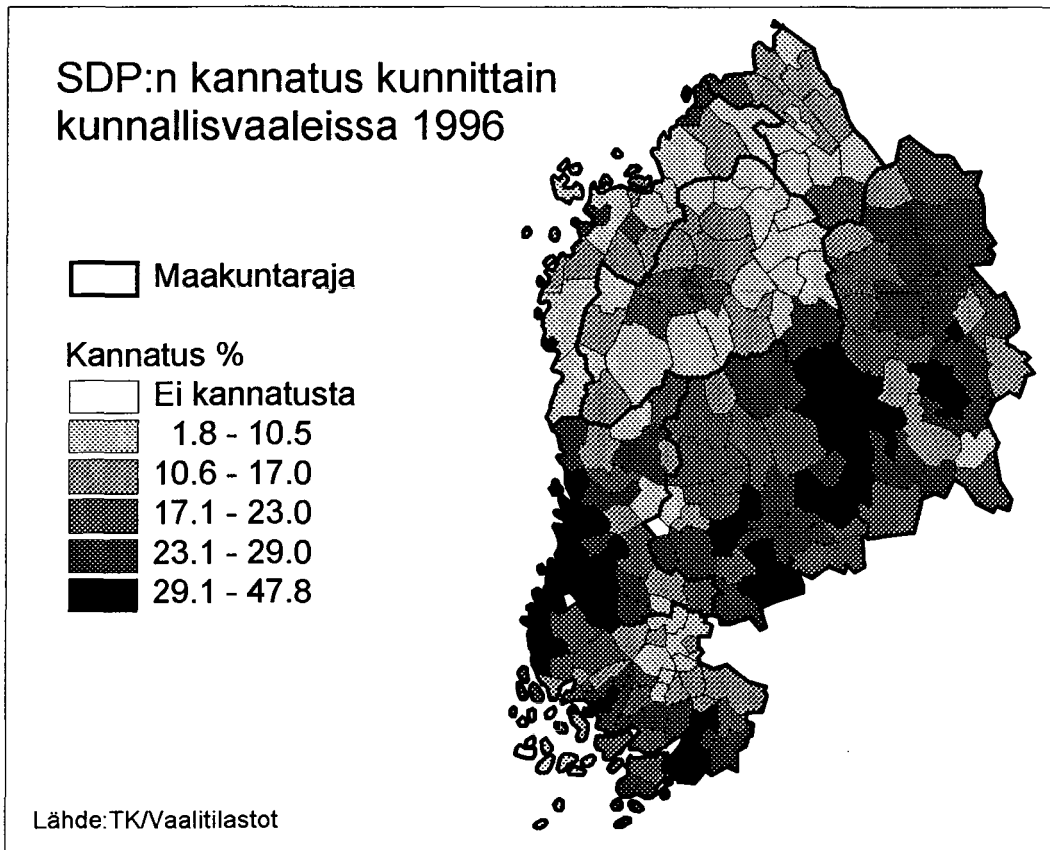 SDP:n kannatus kunnittain
kunnallisvaaleissa 1996
Maakuntaraja
Kannatus %
Ei kannatusta
1.8 - 10.5
10.6 - 17.0
17.1 - 23.0
23.1 - 29.0
29.1 - 47.8
Lähde:TK/Vaalitilastot